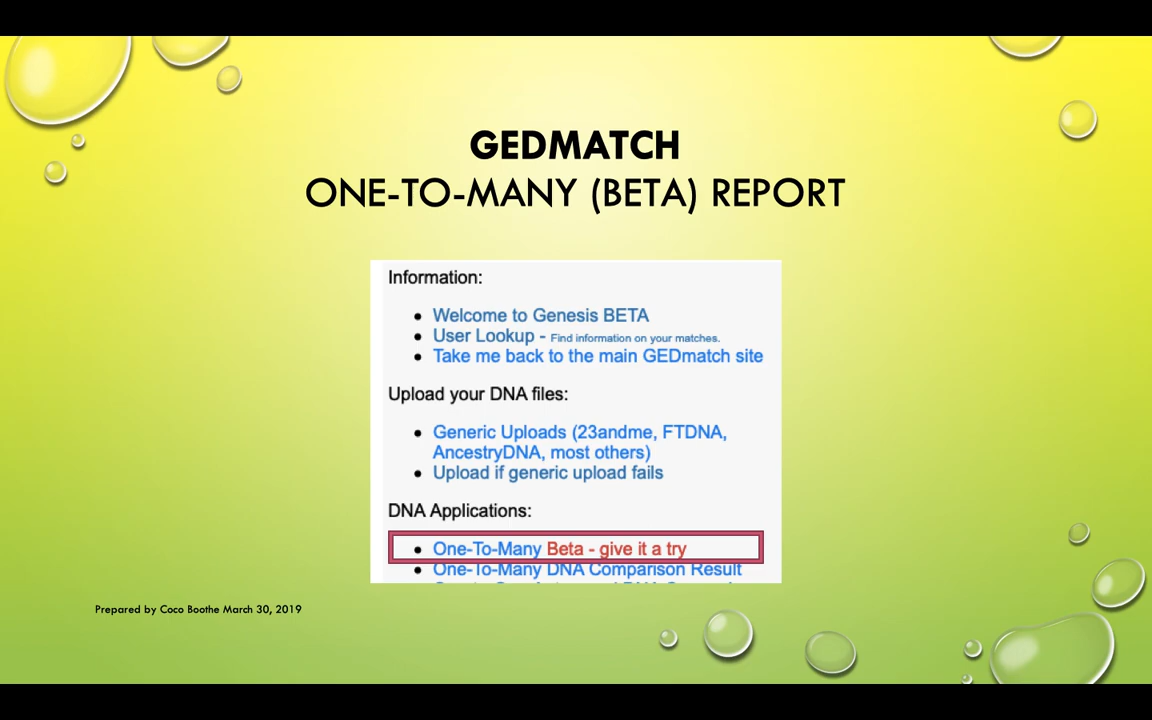 GEDMATCH
ONE-TO-MANY (BETA) REPORT
Information:
Welcome to Genesis BETA
User Lookup - Find information on your matches.
Take me back to the main GEDmatch site
Upload your DNA files:
Generic Uploads (23andme, FTDNA,
AncestryDNA, most others)
Upload if generic upload fails
DNA Applications:
One-To-Many Beta - give it a try
One-To-Many DNA Comparison Result
Prepared by Coco Boothe March 30, 2019